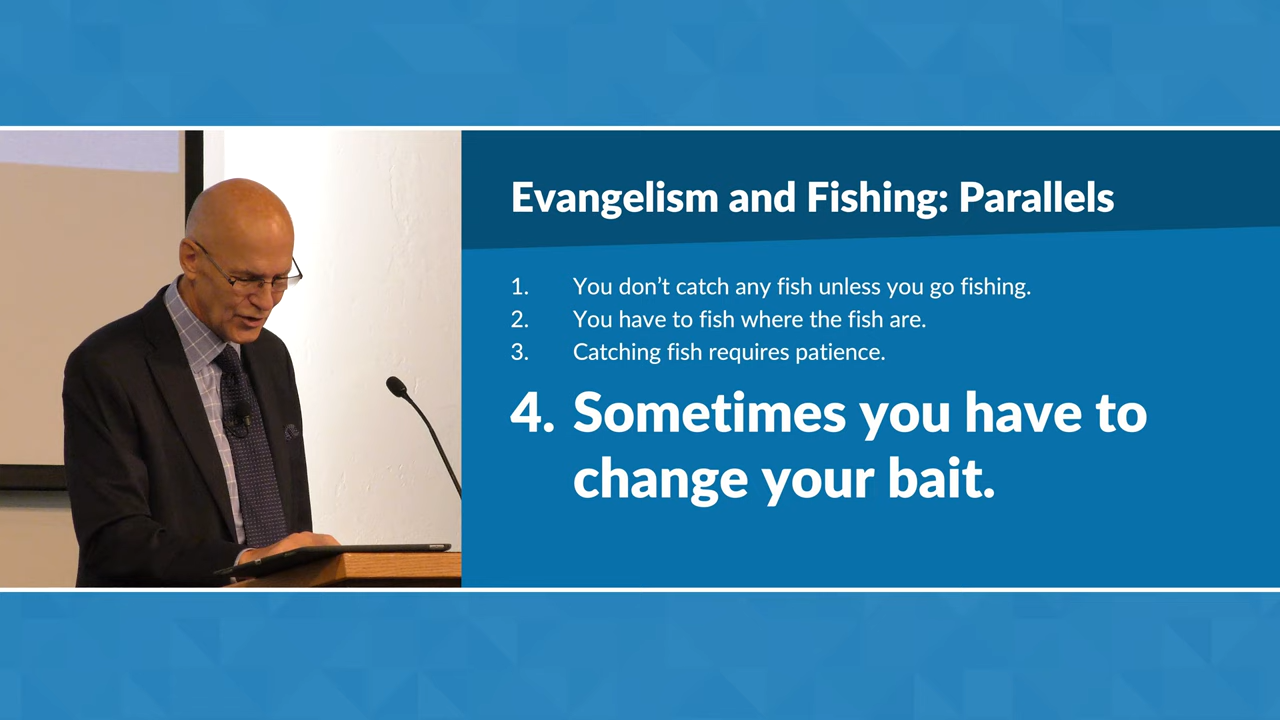 Evangelism and Fishing: Parallels
1. You don’t catch any fish unless you go fishing.
2. You have to fish where the fish are.
3. Catching fish requires patience.
4. Sometimes you have to
change your bait.